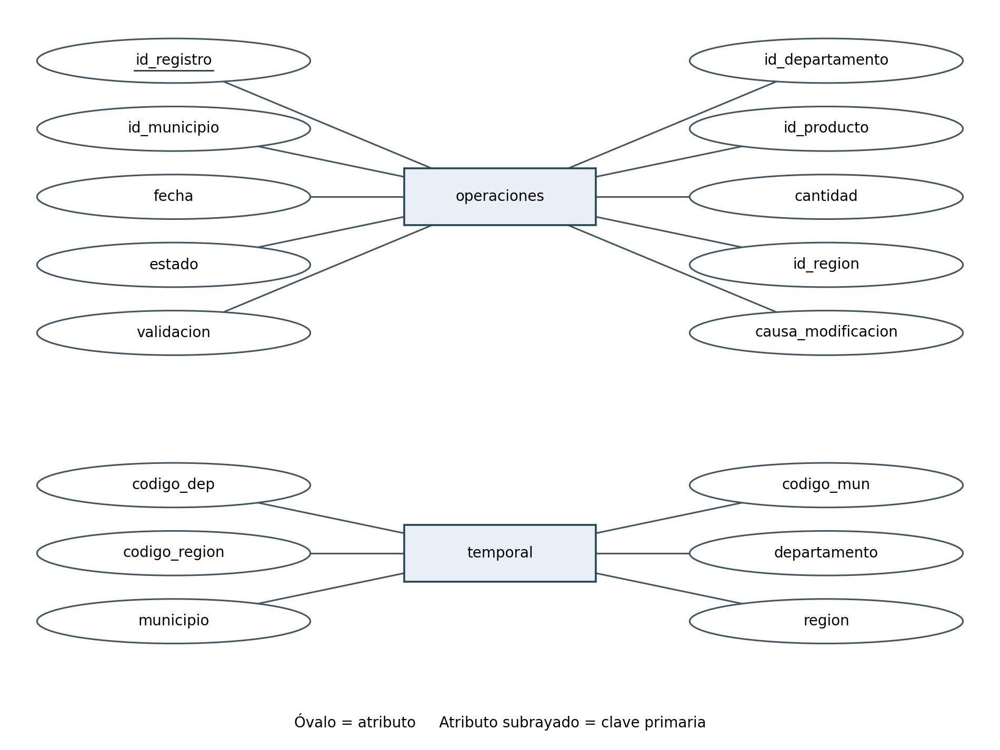 id_registro
id_departamento
id_municipio
id_producto
fecha
operaciones
cantidad
estado
id_region
validacion
causa_modificacion
codigo_dep
codigo_mun
codigo_region
temporal
departamento
municipio
region
Óvalo = atributo     Atributo subrayado = clave primaria